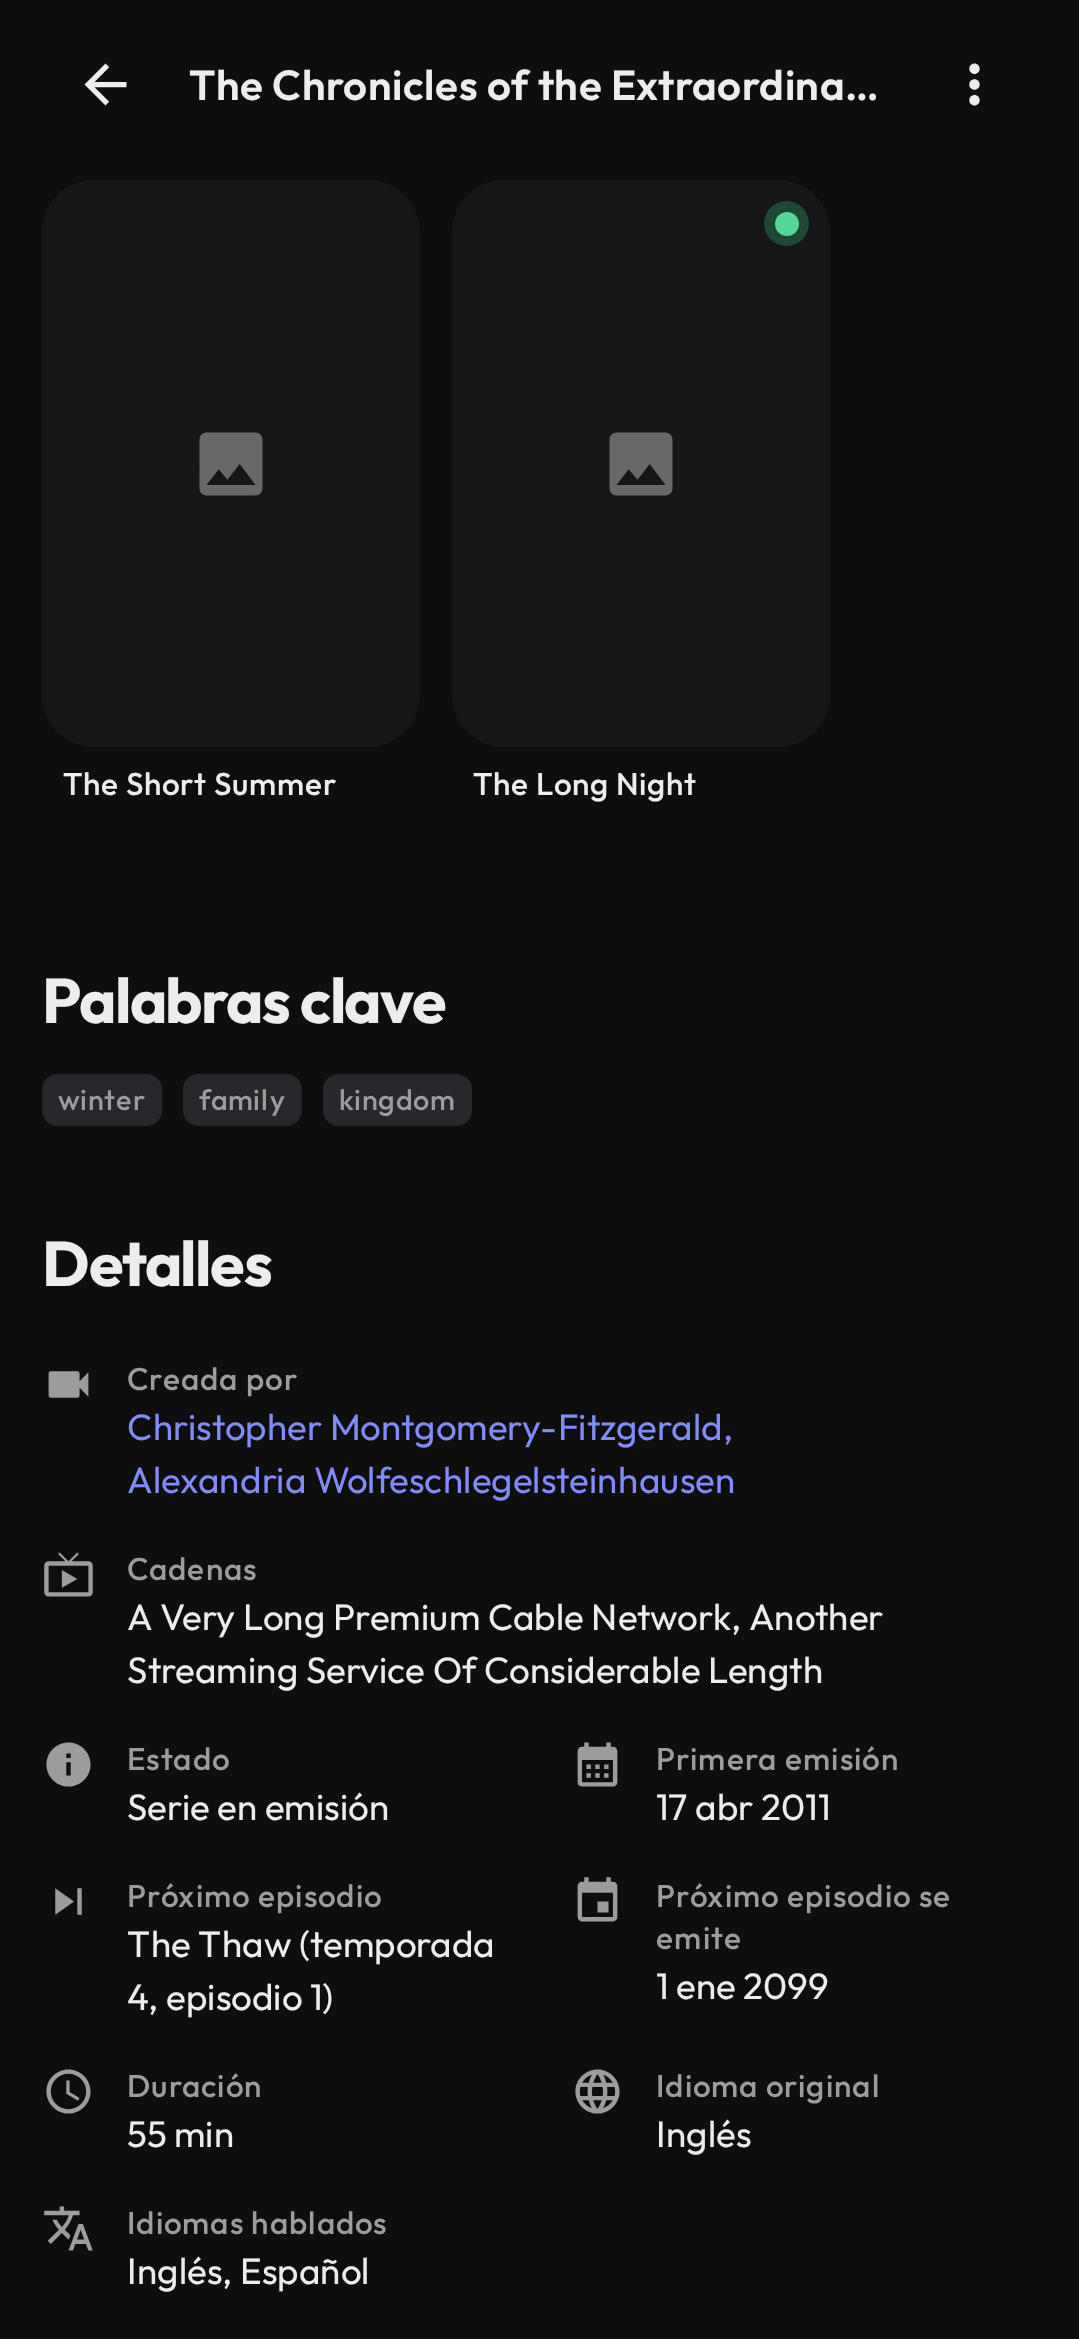 The Chronicles of the Extraordina...
The Short Summer
The Long Night
Palabras clave
winter
family
kingdom
Detalles
Creada por
Christopher Montgomery-Fitzgerald,
Alexandria Wolfeschlegelsteinhausen
Cadenas
A Very Long Premium Cable Network, Another
Streaming Service Of Considerable Length
Estado
Serie en emisión
Primera emisión
17 abr 2011
Próximo episodio
The Thaw (temporada
4, episodio 1)
Próximo episodio se
emite
1 ene 2099
Duración
55 min
Idioma original
Inglés
Idiomas hablados
Inglés, Español